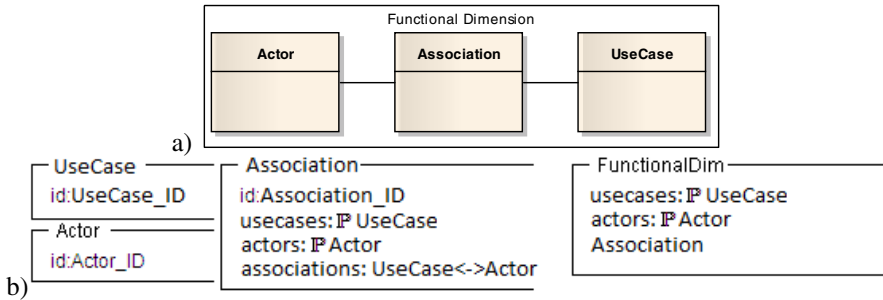 Functional Dimension
Actor
Association
UseCase
a)
UseCase
id:UseCase_ID
Actor
id:Actor_ID
Association
id:Association_ID
usecases: ℙ UseCase
actors: ℙ Actor
associations: UseCase<->Actor
FunctionalDim
usecases: ℙ UseCase
actors: ℙ Actor
Association
b)